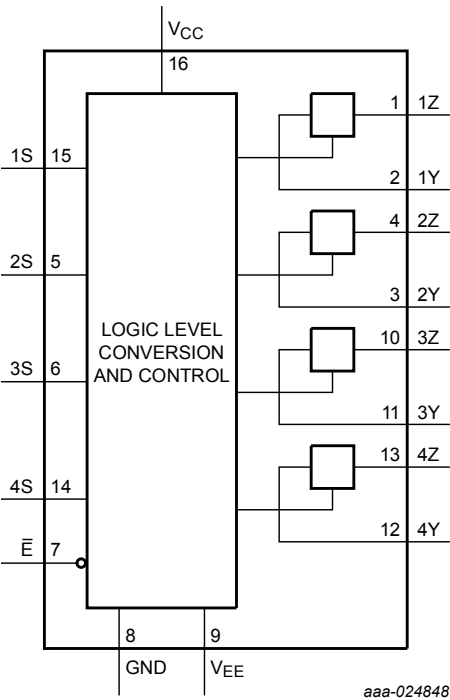 VCC
16
1 1Z
1S 15
2 1Y
4 2Z
2S 5
3 2Y
LOGIC LEVEL
CONVERSION
AND CONTROL
10 3Z
3S 6
11 3Y
13 4Z
4S 14
12 4Y
E̅ 7
8
9
GND
VEE
aaa-024848